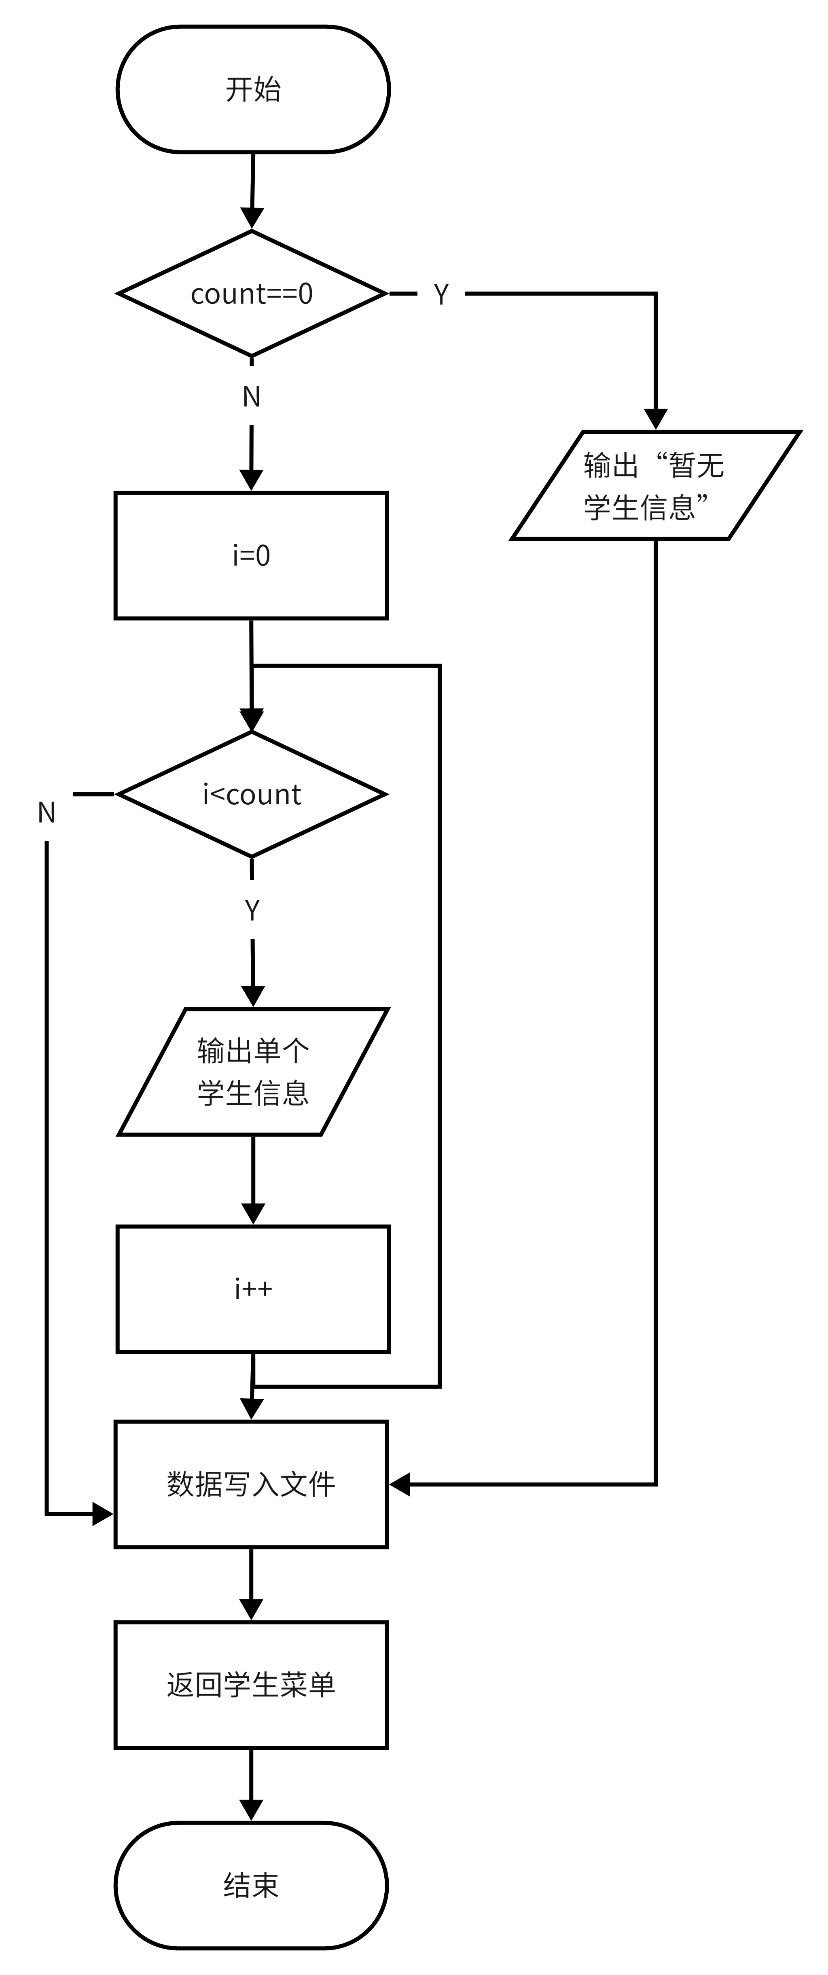 开始
count==0
Y
N
输出 “暂无
学生信息”
i=0
i<count
N
Y
输出单个
学生信息
i++
数据写入文件
返回学生菜单
结束